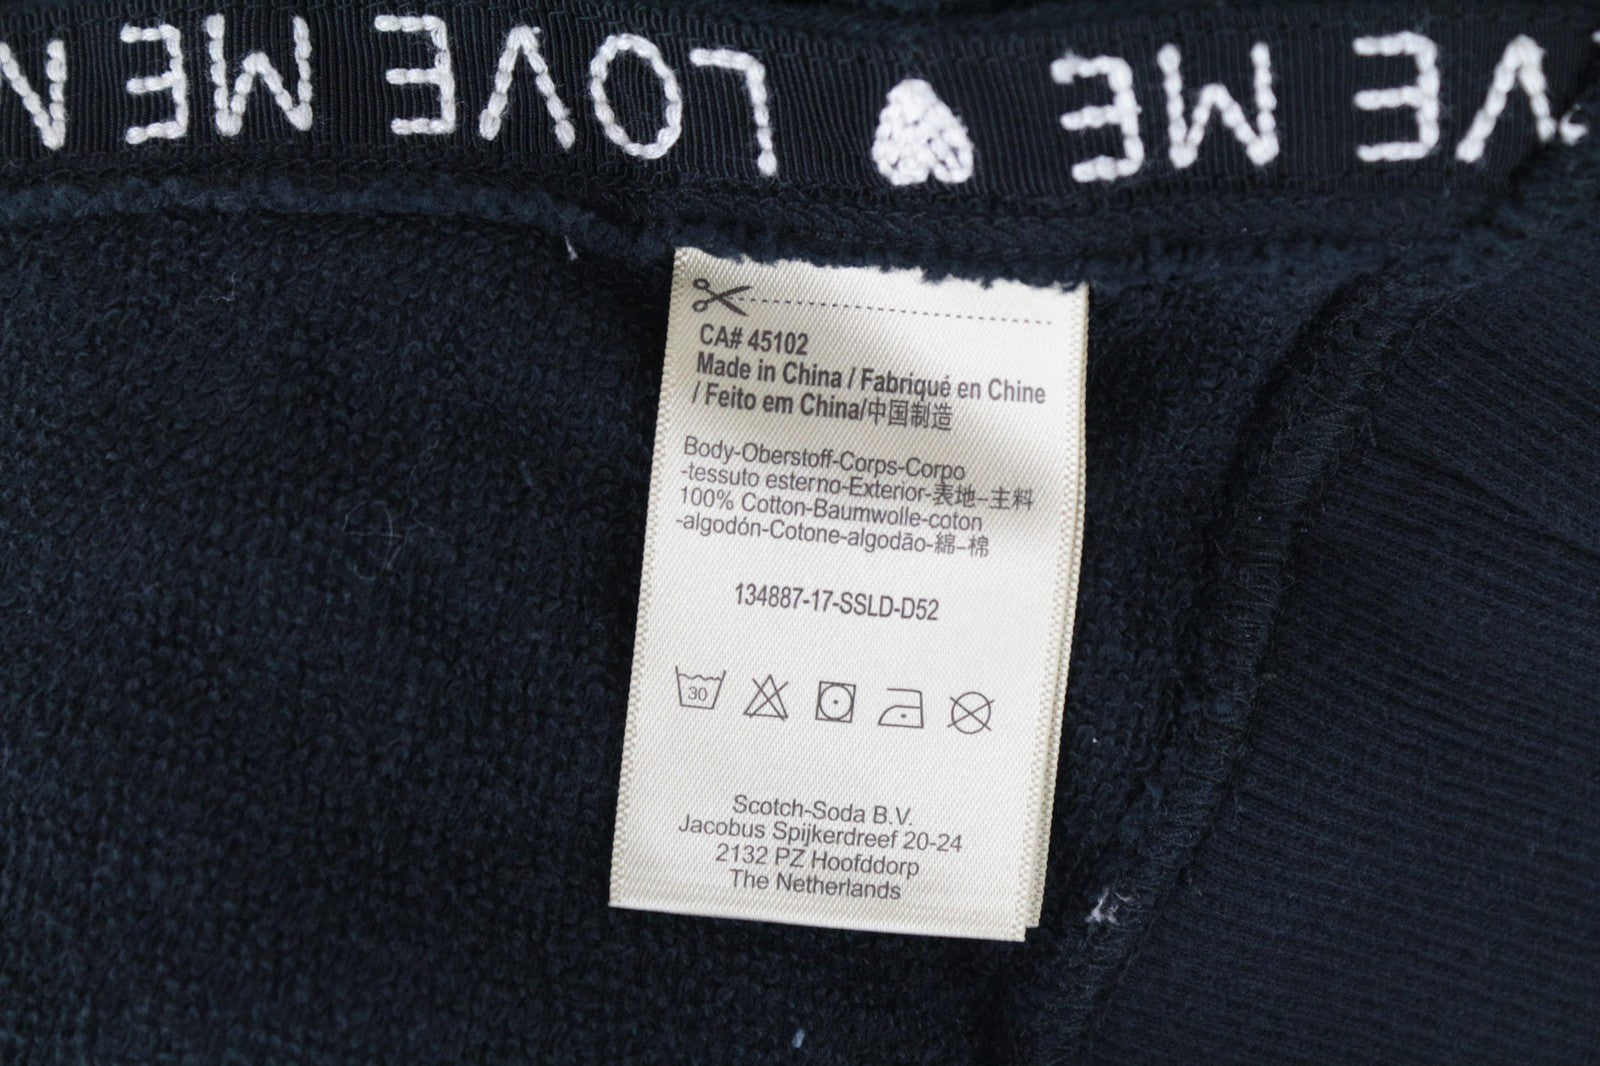 VE ME ♥ LOVE ME N
CA# 45102
Made in China / Fabriqué en Chine
/ Feito em China/中国制造
Body-Oberstoff-Corps-Corpo
-tessuto esterno-Exterior-表地–主料
100% Cotton-Baumwolle-coton
-algodón-Cotone-algodão-綿–棉
134887-17-SSLD-D52
30
Scotch-Soda B.V.
Jacobus Spijkerdreef 20-24
2132 PZ Hoofddorp
The Netherlands